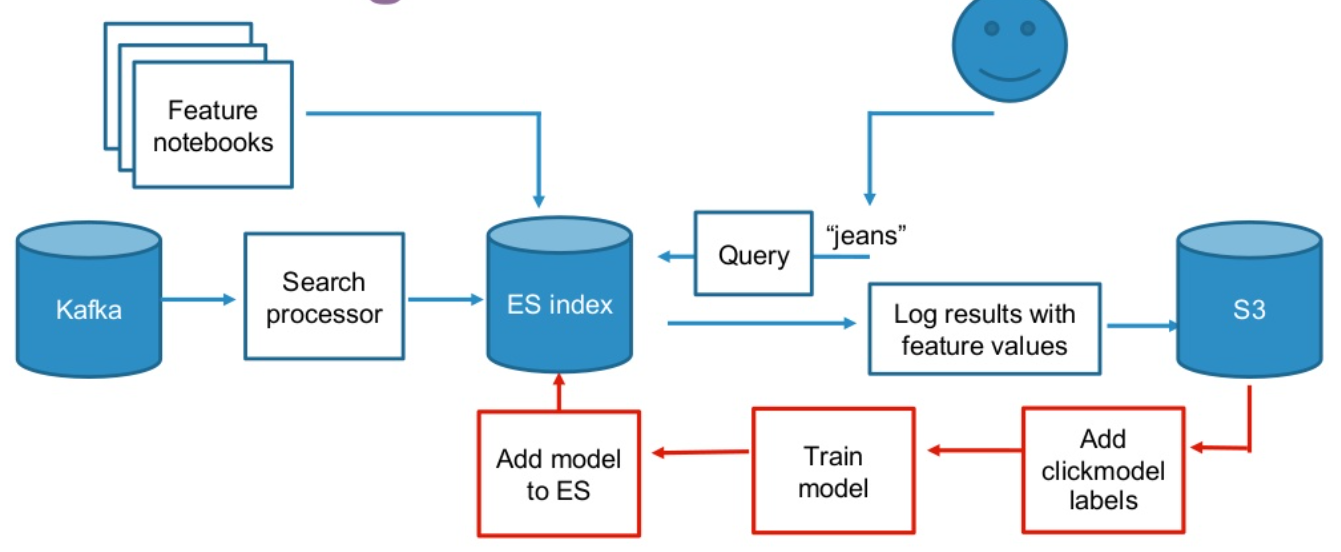 Feature
notebooks
Kafka
Search
processor
ES index
Query
“jeans”
Log results with
feature values
S3
Add model
to ES
Train
model
Add
clickmodel
labels